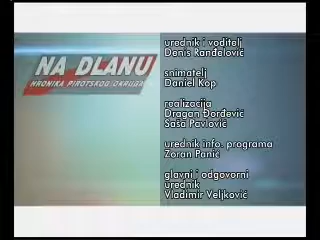 NA DLANU
HRONIKA PIROTSKOG OKRUGA
urednik i voditelj
Denis Ranđelović
snimatelj
Daniel Kop
realizacija
Dragan Đorđević
Saša Pavlović
urednik info. programa
Zoran Panić
glavni i odgovorni
urednik
Vladimir Veljković